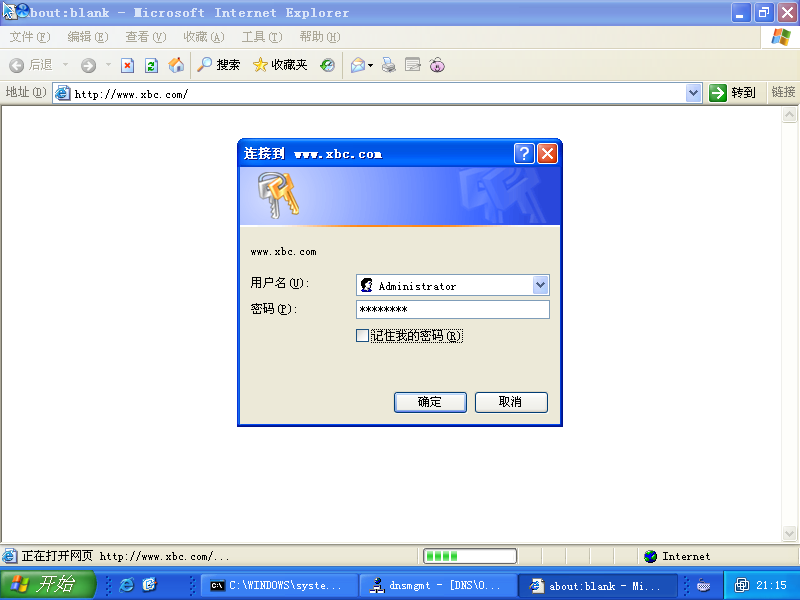 about:blank - Microsoft Internet Explorer
文件(F) 编辑(E) 查看(V) 收藏(A) 工具(T) 帮助(H)
后退 搜索 收藏夹
地址(D) http://www.xbc.com/ 转到 链接
连接到 www.xbc.com
www.xbc.com
用户名(U): Administrator
密码(P): ********
记住我的密码(R)
确定 取消
正在打开网页 http://www.xbc.com/... Internet
开始 C:\WINDOWS\syste... dnsmgmt - [DNS\O... about:blank - Mi... 21:15